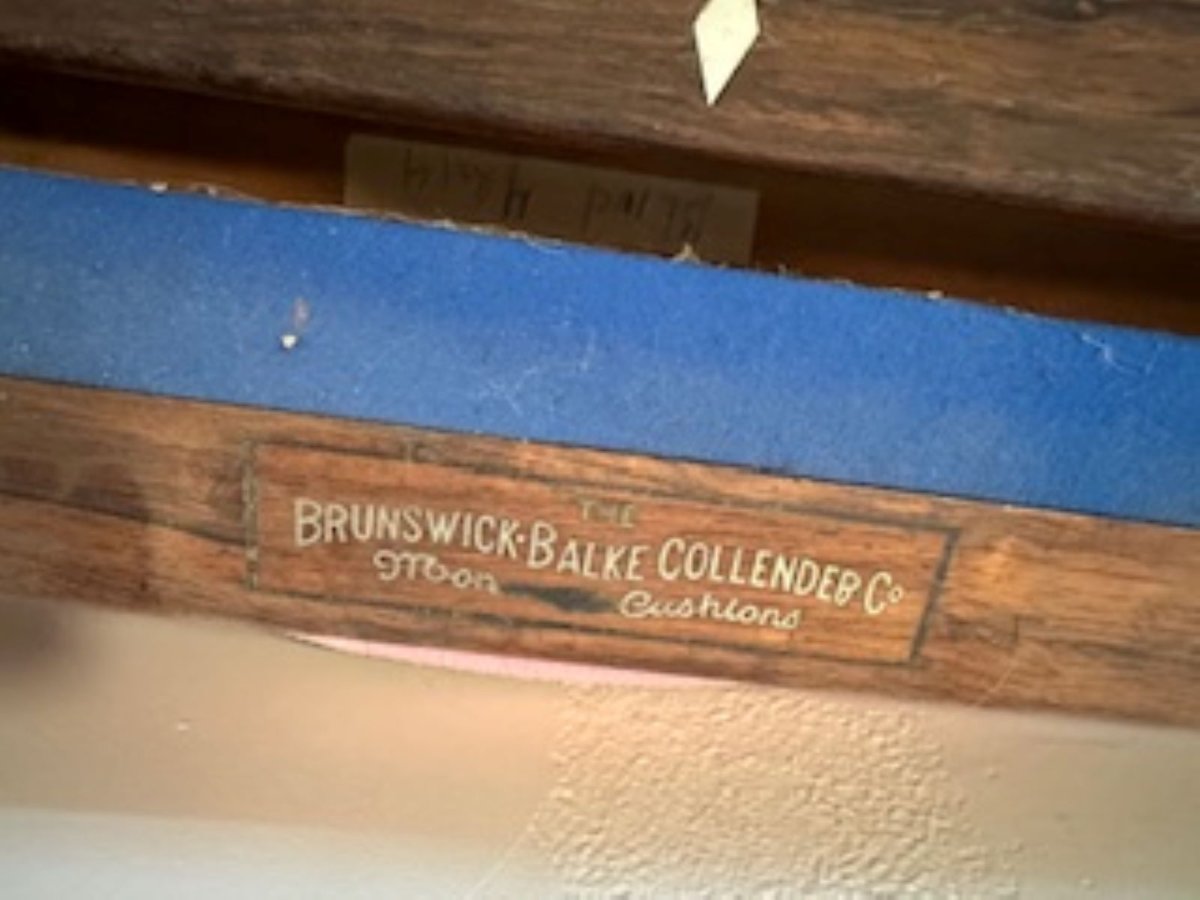 THE
BRUNSWICK·BALKE COLLENDER Co
Moon Cushions